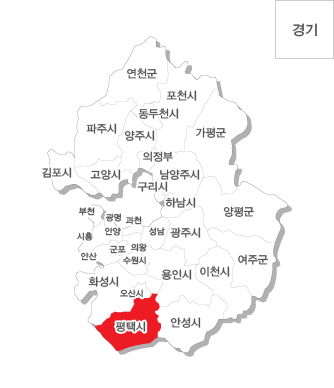 경기
연천군
포천시
동두천시
파주시
양주시
가평군
의정부
김포시
고양시
남양주시
구리시
하남시
부천
광명
과천
양평군
시흥
안양
성남
광주시
군포
의왕
안산
수원시
여주군
용인시
이천시
화성시
오산시
평택시
안성시